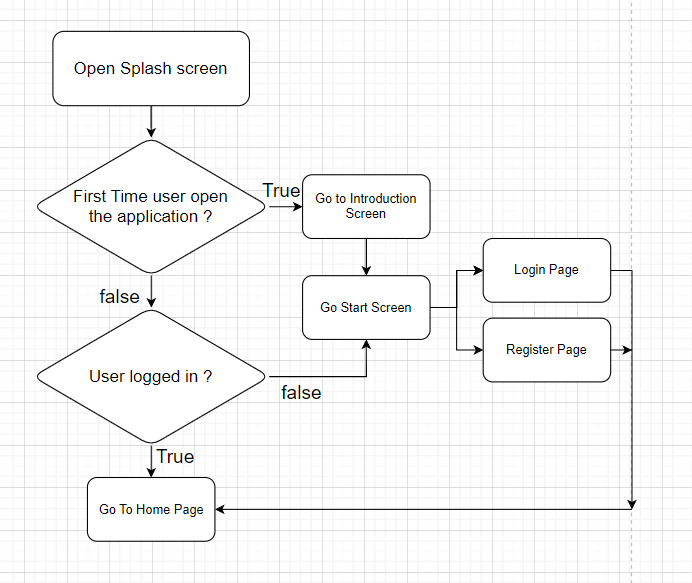 Open Splash screen
First Time user open
the application ?
True
Go to Introduction
Screen
false
Go Start Screen
Login Page
Register Page
User logged in ?
false
True
Go To Home Page